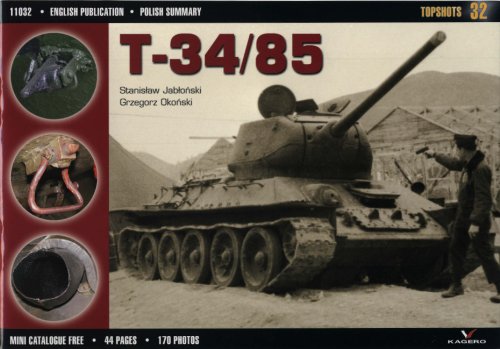 11032 • ENGLISH PUBLICATION • POLISH SUMMARY
TOPSHOTS 32
T-34/85
Stanisław Jabłoński
Grzegorz Okoński
MINI CATALOGUE FREE • 44 PAGES • 170 PHOTOS
KAGERO